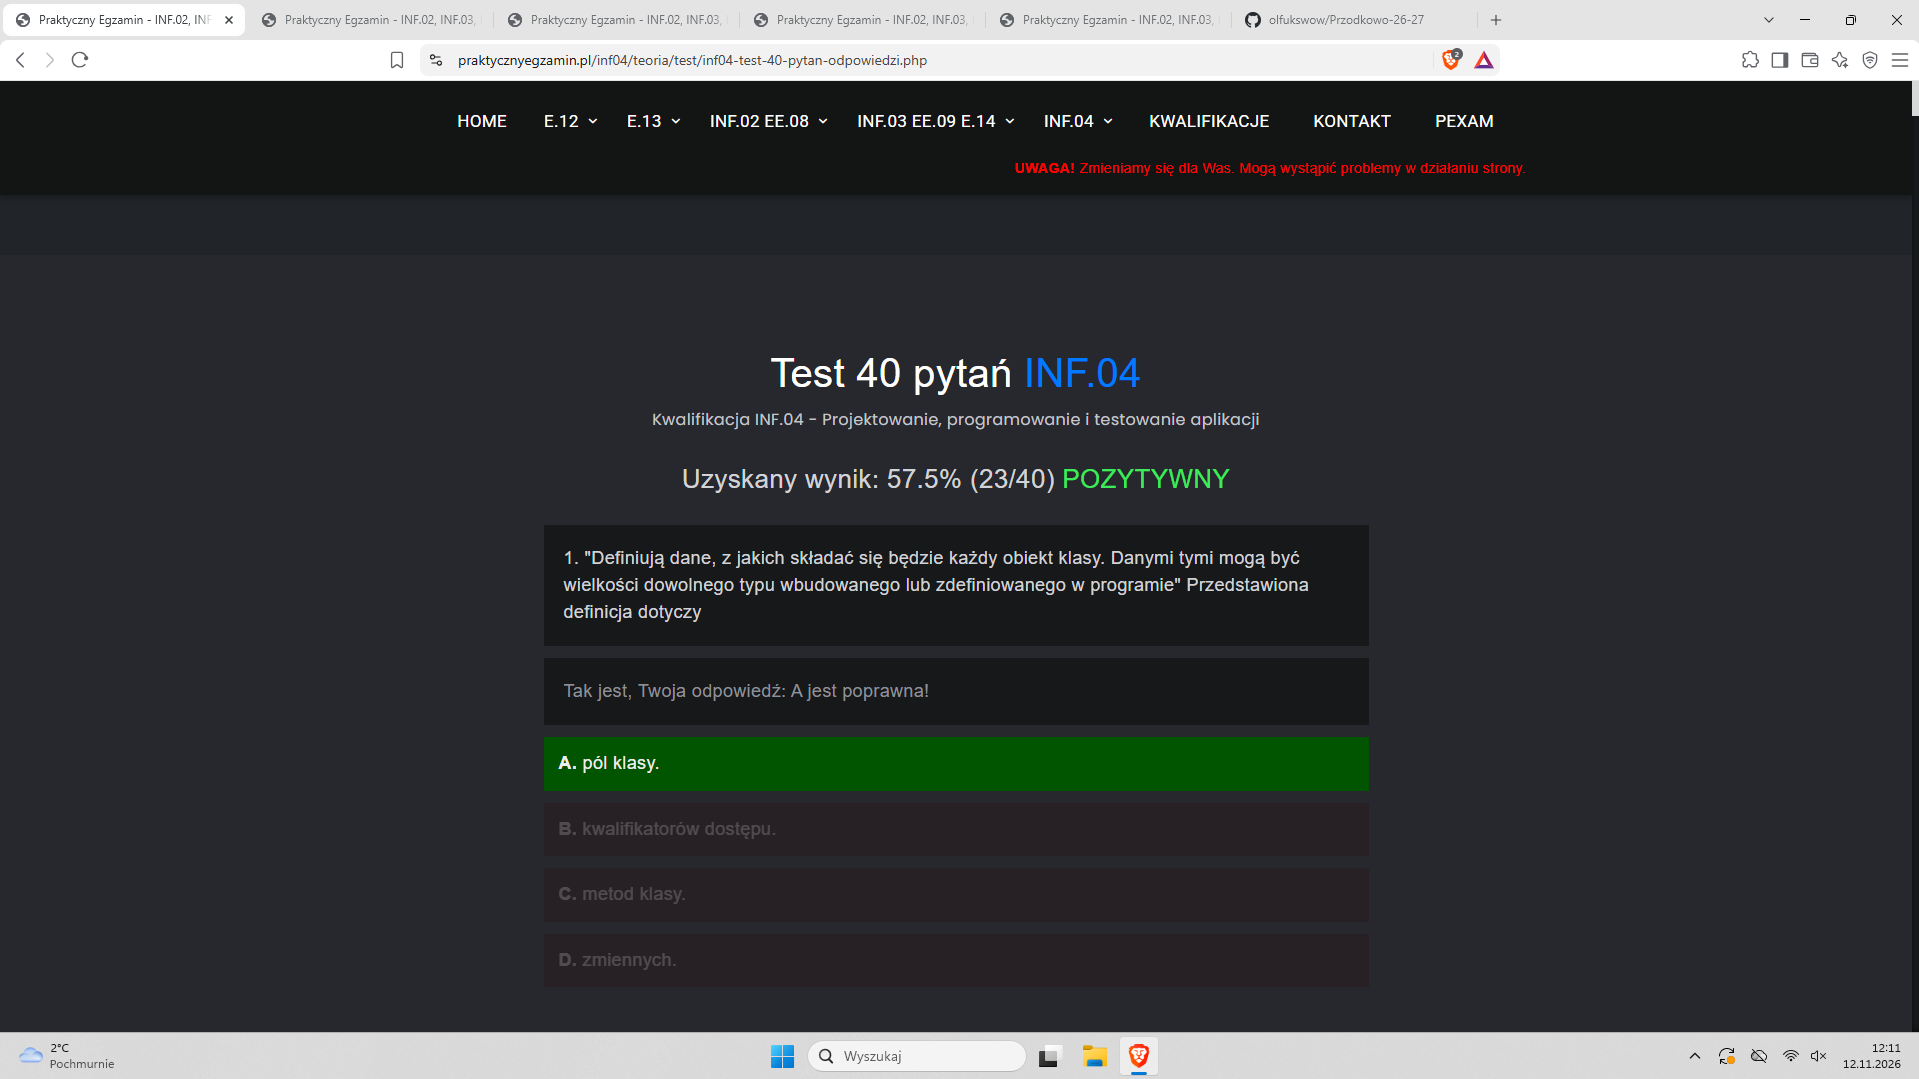 Praktyczny Egzamin - INF.02, INF
Praktyczny Egzamin - INF.02, INF.03,
Praktyczny Egzamin - INF.02, INF.03,
Praktyczny Egzamin - INF.02, INF.03,
Praktyczny Egzamin - INF.02, INF.03,
olfukswow/Przodkowo-26-27
praktycznyegzamin.pl/inf04/teoria/test/inf04-test-40-pytan-odpowiedzi.php
2
HOME E.12 E.13 INF.02 EE.08 INF.03 EE.09 E.14 INF.04 KWALIFIKACJE KONTAKT PEXAM
UWAGA! Zmieniamy się dla Was. Mogą wystąpić problemy w działaniu strony.
Test 40 pytań INF.04
Kwalifikacja INF.04 - Projektowanie, programowanie i testowanie aplikacji
Uzyskany wynik: 57.5% (23/40) POZYTYWNY
1. "Definiują dane, z jakich składać się będzie każdy obiekt klasy. Danymi tymi mogą być
wielkości dowolnego typu wbudowanego lub zdefiniowanego w programie" Przedstawiona
definicja dotyczy
Tak jest, Twoja odpowiedź: A jest poprawna!
A. pól klasy.
B. kwalifikatorów dostępu.
C. metod klasy.
D. zmiennych.
2°C
Pochmurnie
Wyszukaj
12:11
12.11.2026